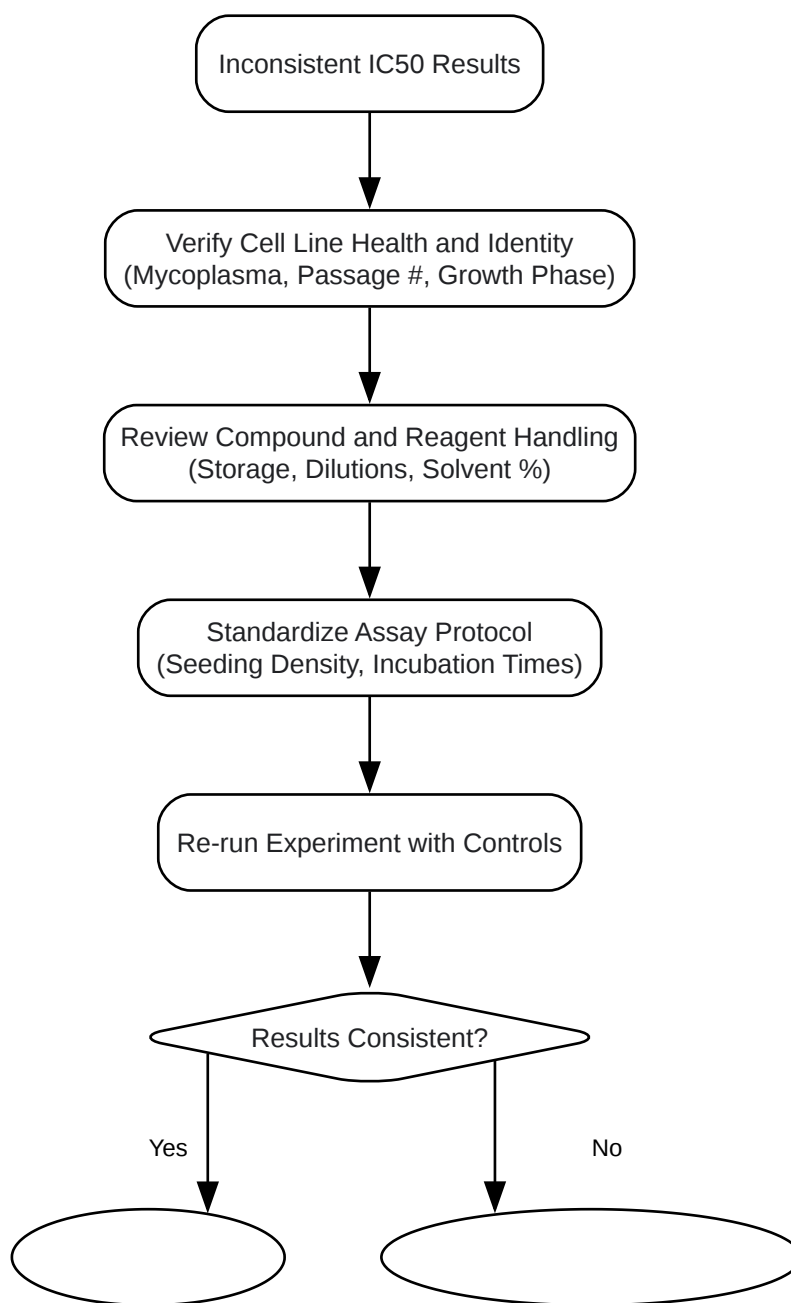 Inconsistent IC50 Results
Verify Cell Line Health and Identity
(Mycoplasma, Passage #, Growth Phase)
Review Compound and Reagent Handling
(Storage, Dilutions, Solvent %)
Standardize Assay Protocol
(Seeding Density, Incubation Times)
Re-run Experiment with Controls
Results Consistent?
Yes
No